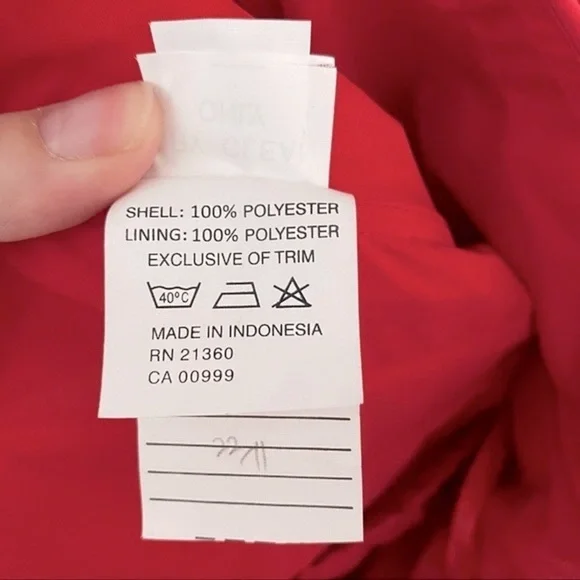 SHELL: 100% POLYESTER
LINING: 100% POLYESTER
EXCLUSIVE OF TRIM
40°C
MADE IN INDONESIA
RN 21360
CA 00999